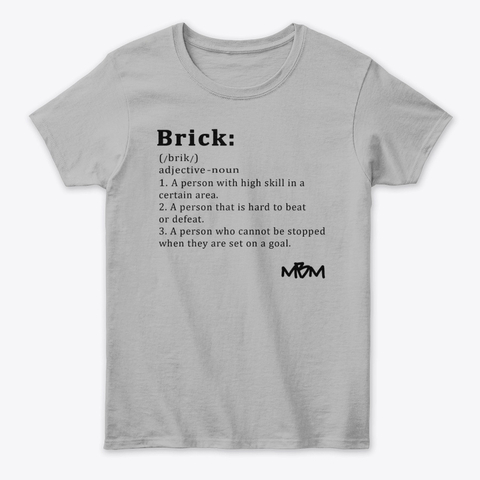 Brick:
(/brik/)
adjective-noun
1. A person with high skill in a
certain area.
2. A person that is hard to beat
or defeat.
3. A person who cannot be stopped
when they are set on a goal.
MBM